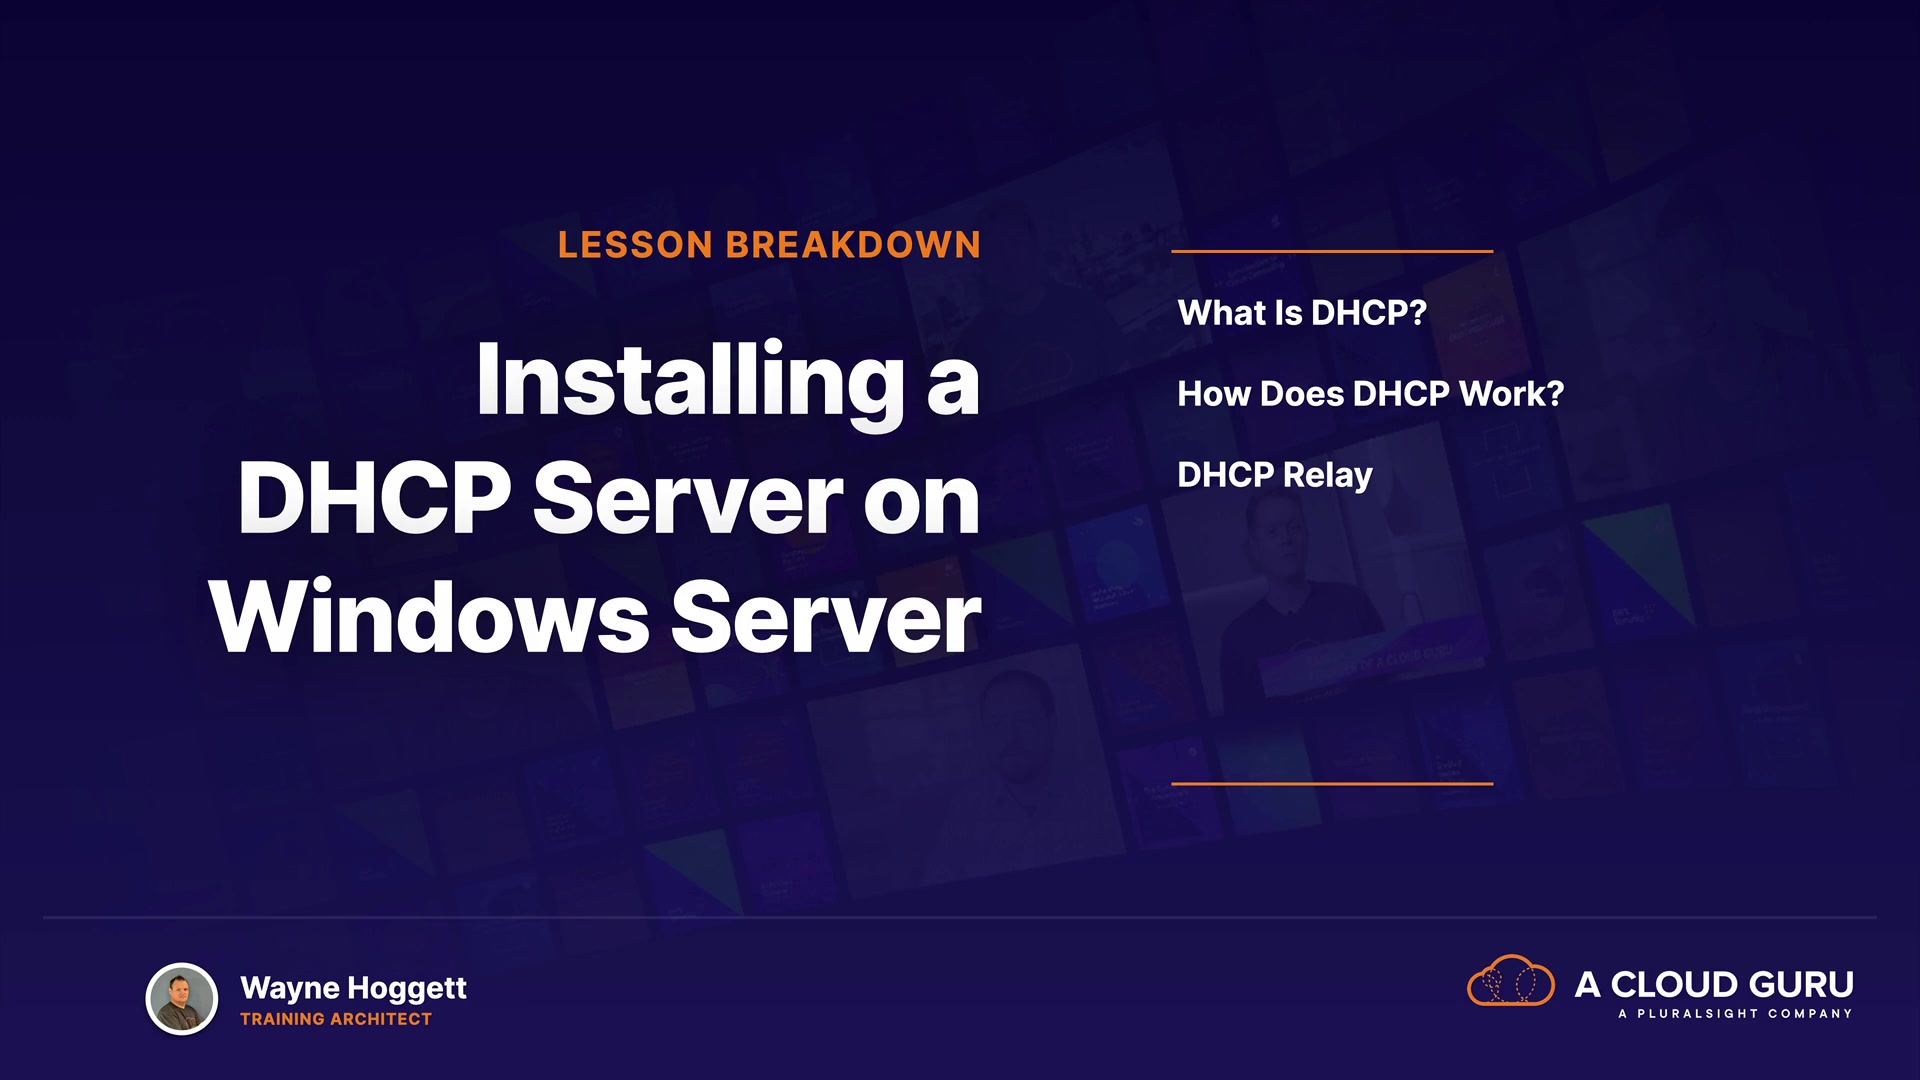 LESSON BREAKDOWN
Installing a
DHCP Server on
Windows Server
What Is DHCP?
How Does DHCP Work?
DHCP Relay
Wayne Hoggett
TRAINING ARCHITECT
A CLOUD GURU
A PLURALSIGHT COMPANY